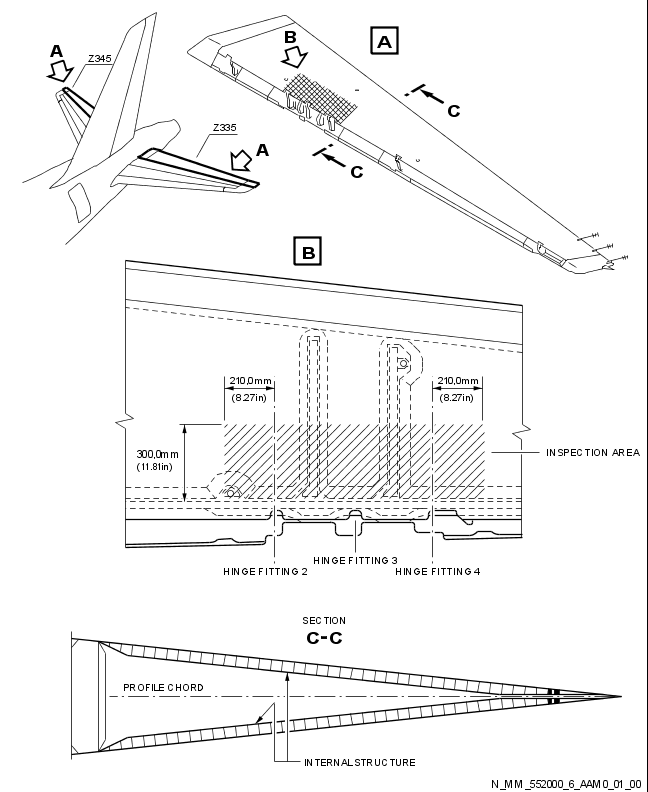 A
Z345
Z335
A
B
A
C
C
B
210,0mm
(8.27in)
210,0mm
(8.27in)
300,0mm
(11.81in)
INSPECTION AREA
HINGE FITTING 2
HINGE FITTING 3
HINGE FITTING 4
SECTION
C-C
PROFILE CHORD
INTERNAL STRUCTURE
N_MM_552000_6_AAM0_01_00